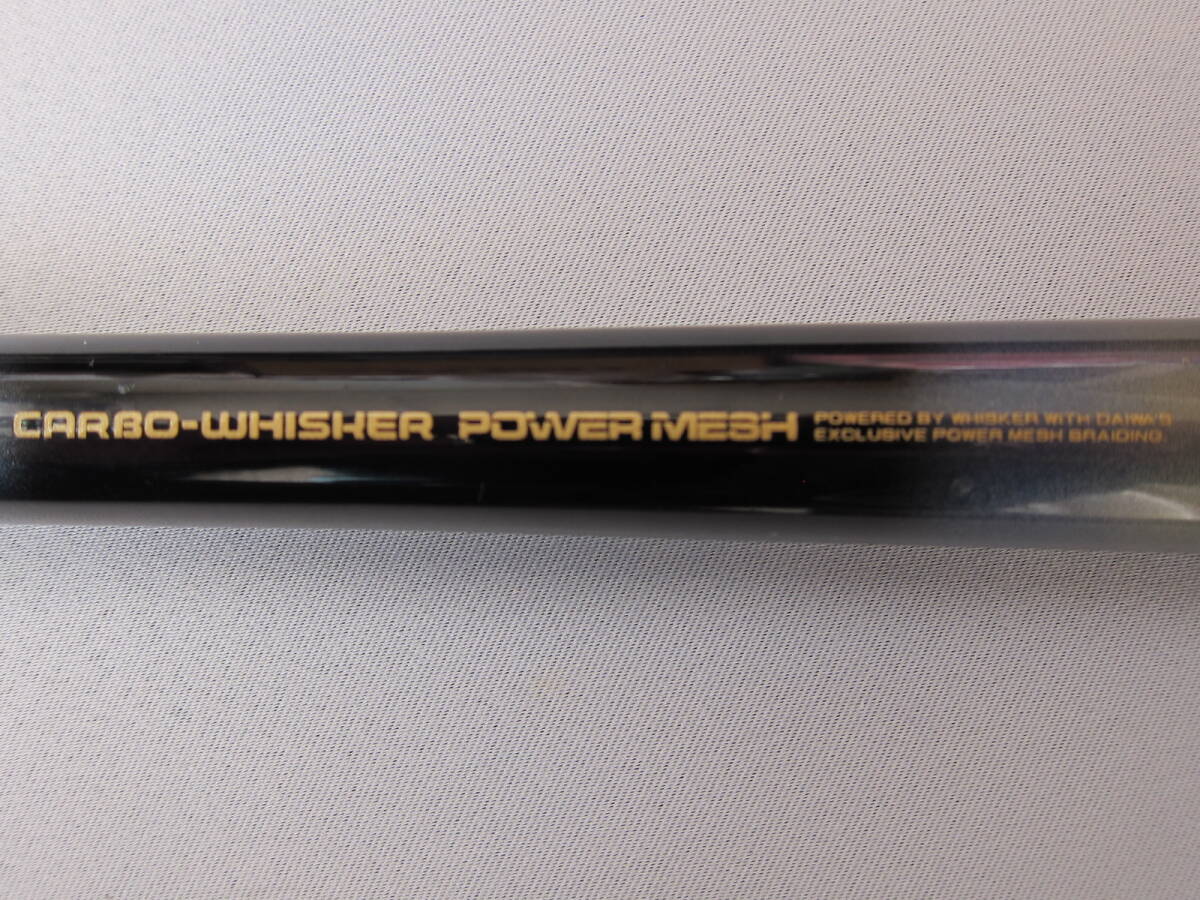 CARBO-WHISKER POWER MESH
POWERED BY WHISKER WITH DAIWA'S
EXCLUSIVE POWER MESH BRAIDING.